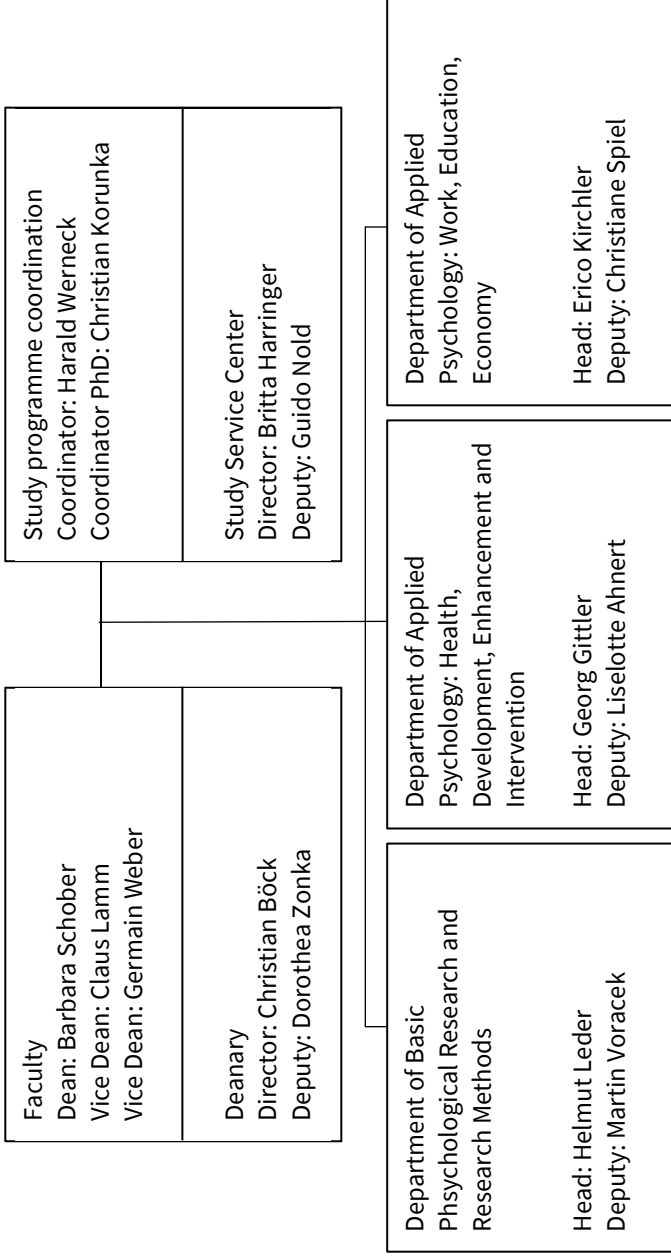 Faculty
Dean: Barbara Schober
Vice Dean: Claus Lamm
Vice Dean: Germain Weber
Deanary
Director: Christian Böck
Deputy: Dorothea Zonka
Study programme coordination
Coordinator: Harald Werneck
Coordinator PhD: Christian Korunka
Study Service Center
Director: Britta Harringer
Deputy: Guido Nold
Department of Basic
Phsychological Research and
Research Methods
Head: Helmut Leder
Deputy: Martin Voracek
Department of Applied
Psychology: Health,
Development, Enhancement and
Intervention
Head: Georg Gittler
Deputy: Liselotte Ahnert
Department of Applied
Psychology: Work, Education,
Economy
Head: Erico Kirchler
Deputy: Christiane Spiel